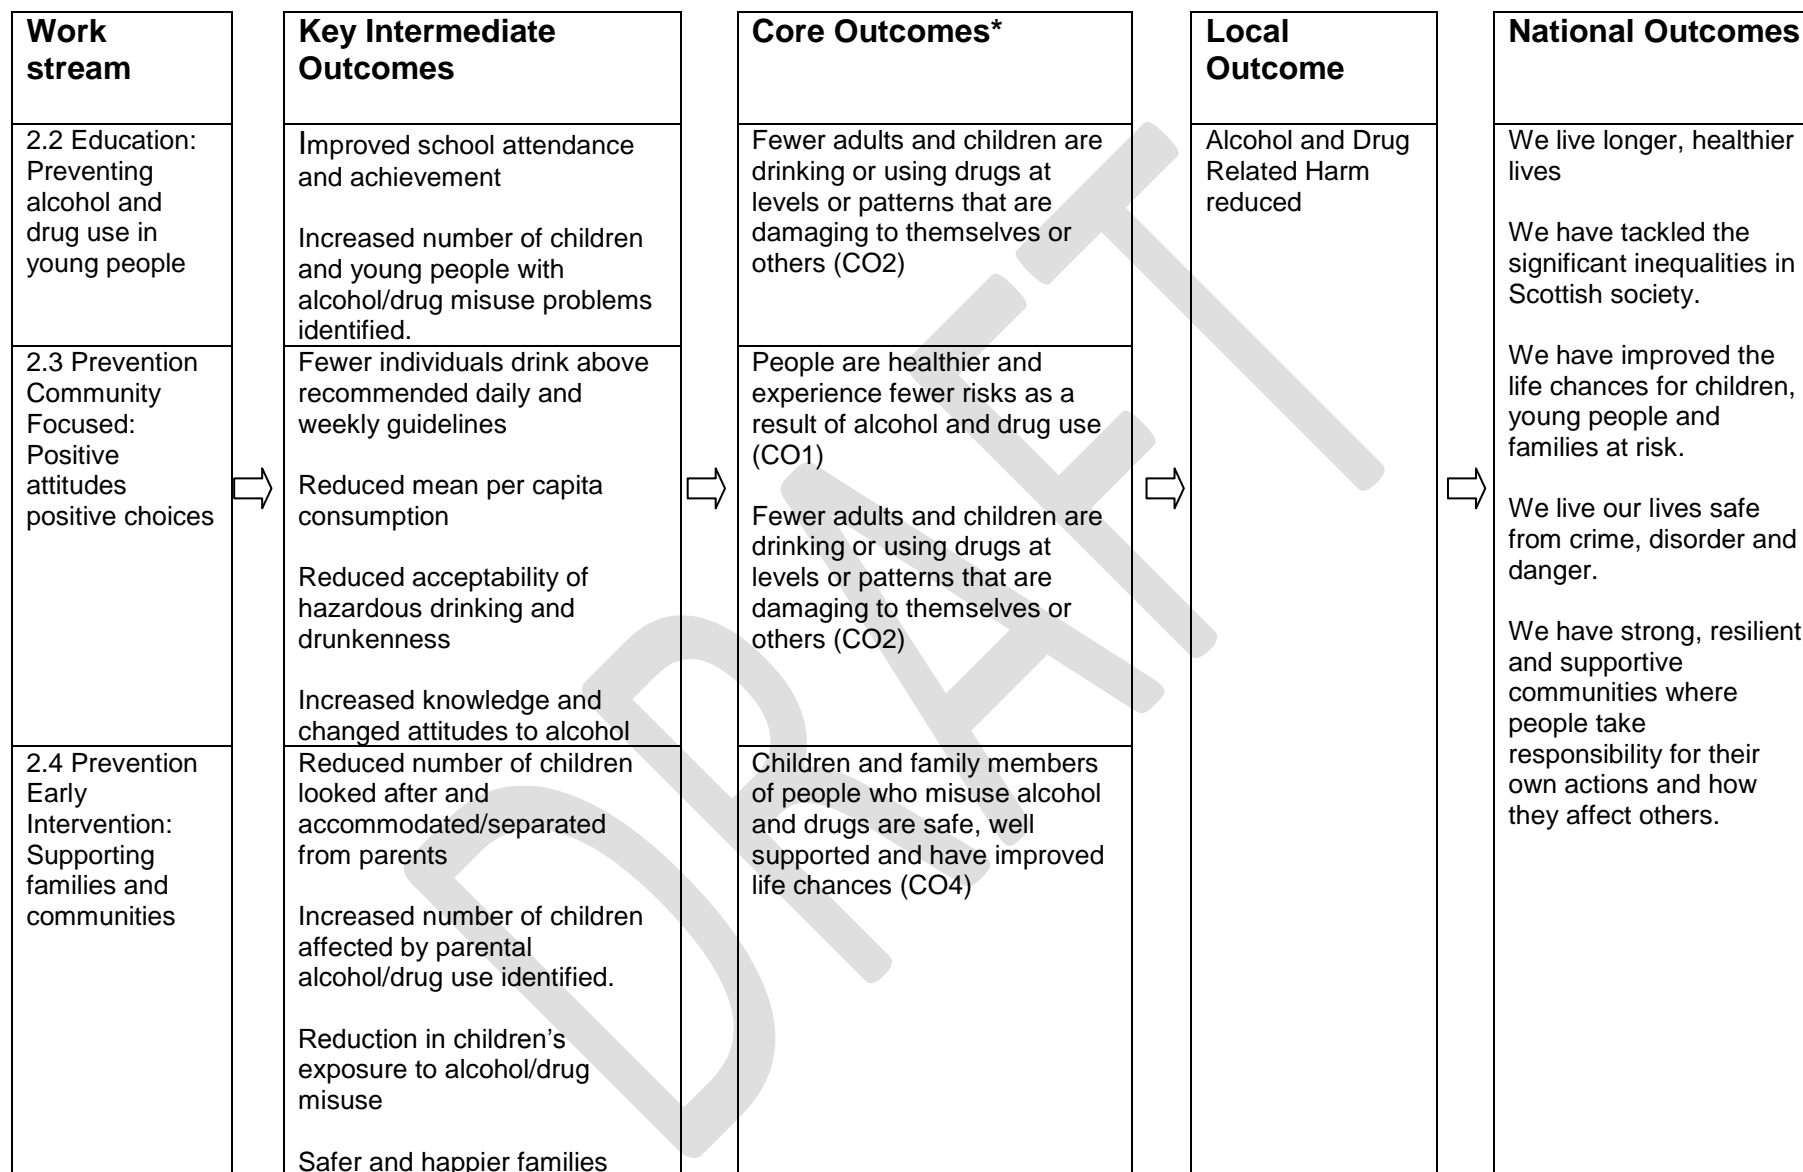 Work
stream
Key Intermediate
Outcomes
Core Outcomes*
Local
Outcome
National Outcomes
2.2 Education:
Preventing
alcohol and
drug use in
young people
Improved school attendance
and achievement
Increased number of children
and young people with
alcohol/drug misuse problems
identified.
Fewer adults and children are
drinking or using drugs at
levels or patterns that are
damaging to themselves or
others (CO2)
Alcohol and Drug
Related Harm
reduced
We live longer, healthier
lives
We have tackled the
significant inequalities in
Scottish society.
We have improved the
life chances for children,
young people and
families at risk.
We live our lives safe
from crime, disorder and
danger.
We have strong, resilient
and supportive
communities where
people take
responsibility for their
own actions and how
they affect others.
2.3 Prevention
Community
Focused:
Positive
attitudes
positive choices
Fewer individuals drink above
recommended daily and
weekly guidelines
Reduced mean per capita
consumption
Reduced acceptability of
hazardous drinking and
drunkenness
Increased knowledge and
changed attitudes to alcohol
People are healthier and
experience fewer risks as a
result of alcohol and drug use
(CO1)
Fewer adults and children are
drinking or using drugs at
levels or patterns that are
damaging to themselves or
others (CO2)
2.4 Prevention
Early
Intervention:
Supporting
families and
communities
Reduced number of children
looked after and
accommodated/separated
from parents
Increased number of children
affected by parental
alcohol/drug use identified.
Reduction in children’s
exposure to alcohol/drug
misuse
Safer and happier families
Children and family members
of people who misuse alcohol
and drugs are safe, well
supported and have improved
life chances (CO4)
DRAFT